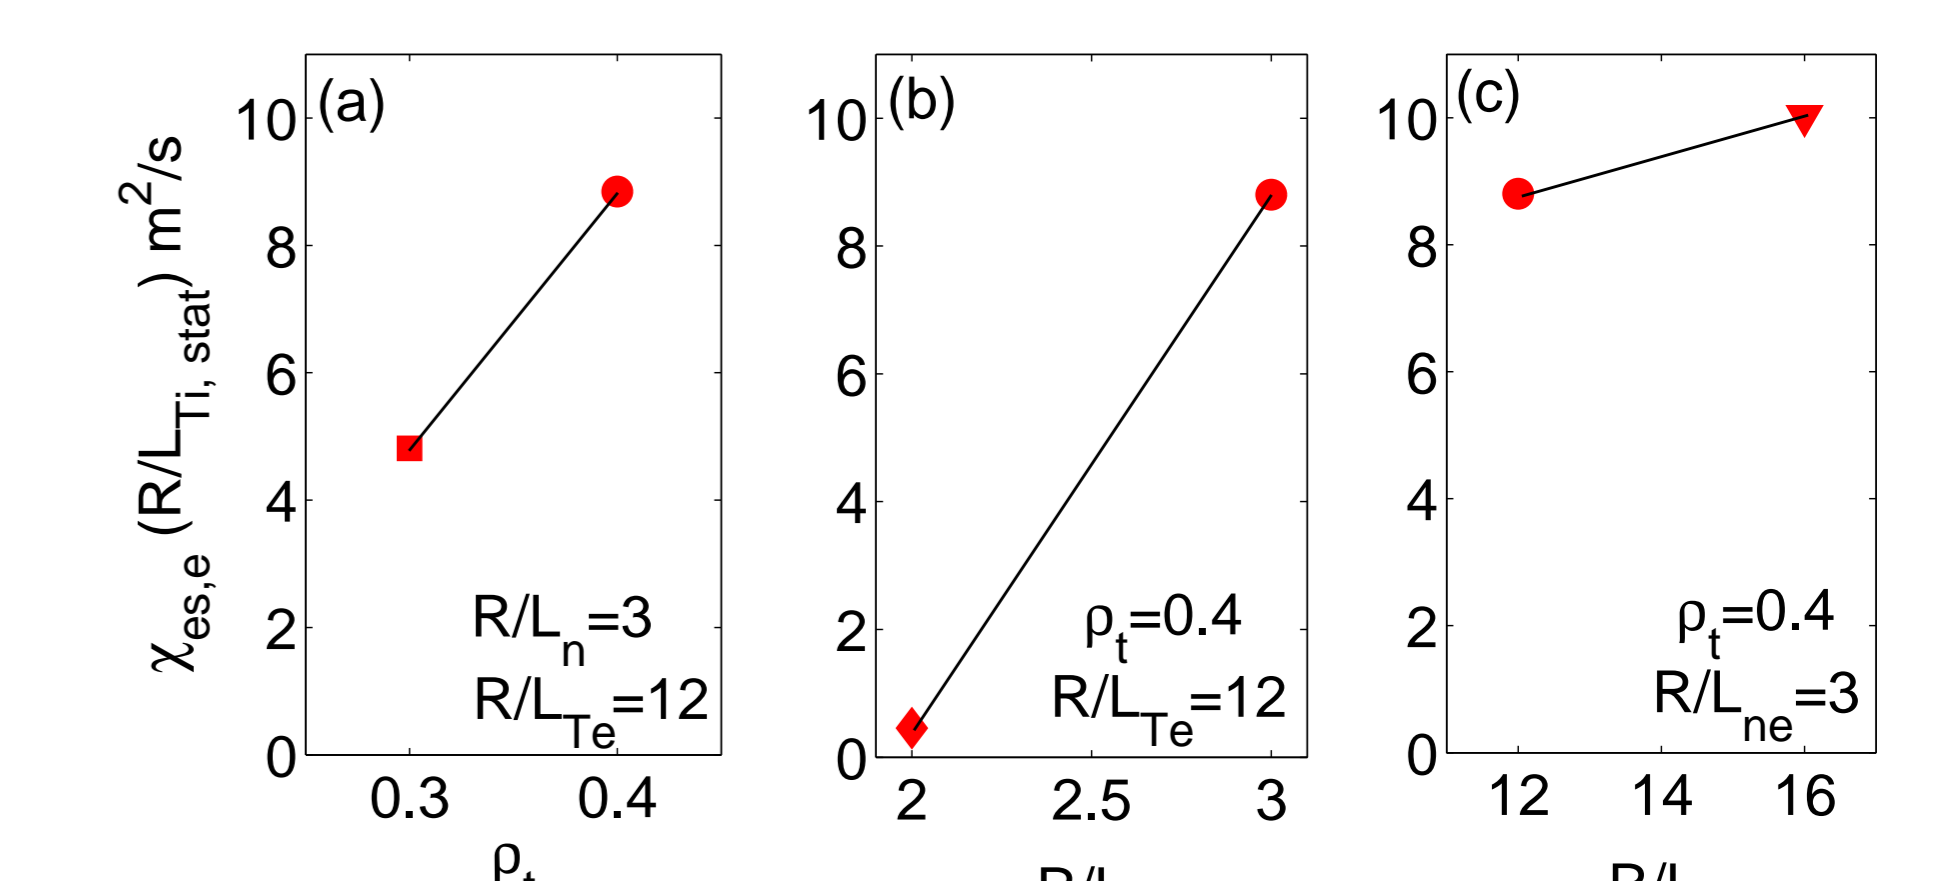 χes,e (R/LTi, stat) m2/s
(a)
10
8
6
4
2
0
R/Ln=3
R/LTe=12
0.3 0.4
ρt
(b)
10
8
6
4
2
0
ρt=0.4
R/LTe=12
2 2.5 3
(c)
10
8
6
4
2
0
ρt=0.4
R/Lne=3
12 14 16